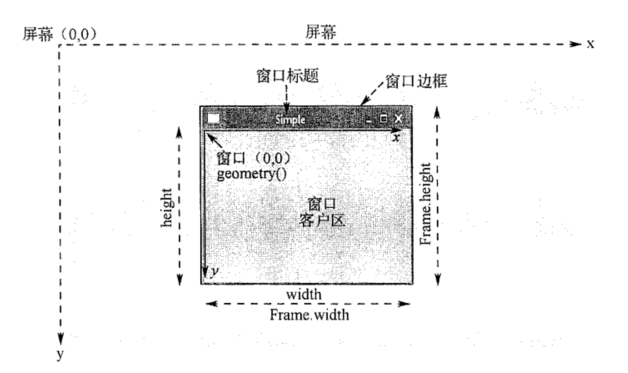 屏幕（0,0）
屏幕
x
窗口标题
窗口边框
Simple
x
窗口（0,0）
geometry()
窗口
客户区
height
Frame.height
y
width
Frame.width
y